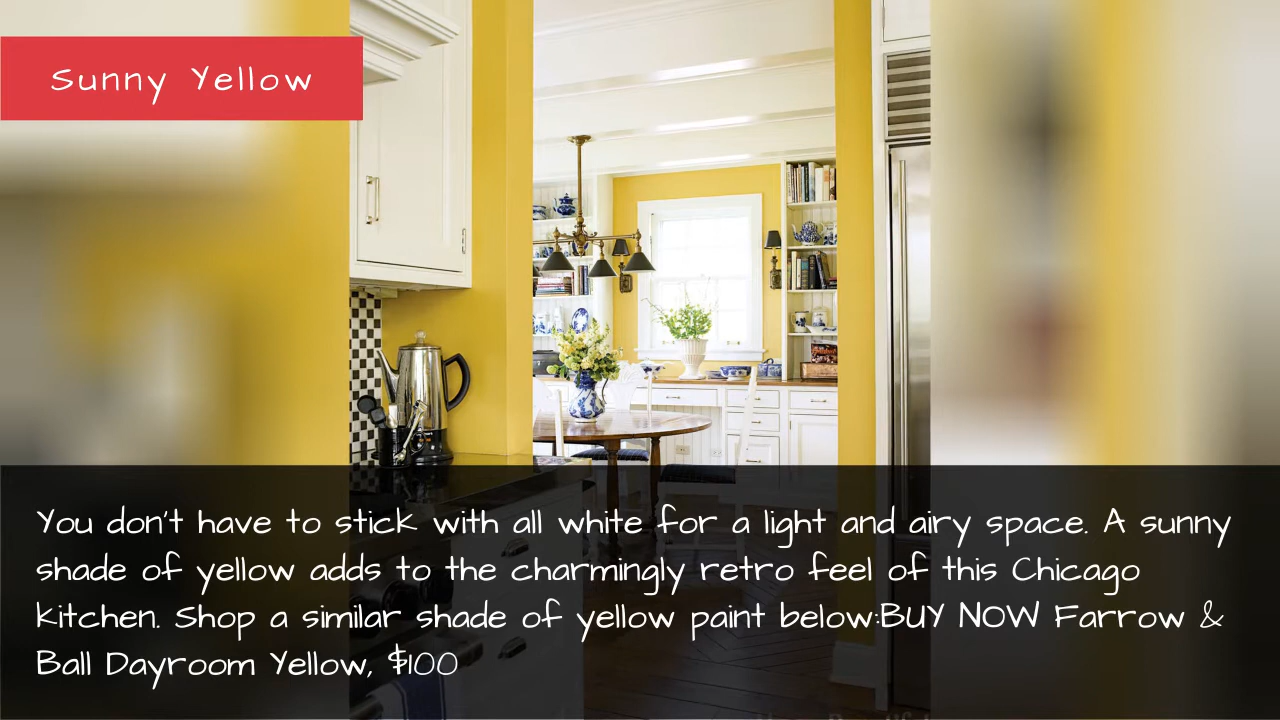 Sunny Yellow
You don't have to stick with all white for a light and airy space. A sunny
shade of yellow adds to the charmingly retro feel of this Chicago
kitchen. Shop a similar shade of yellow paint below:BUY NOW Farrow &
Ball Dayroom Yellow, $100